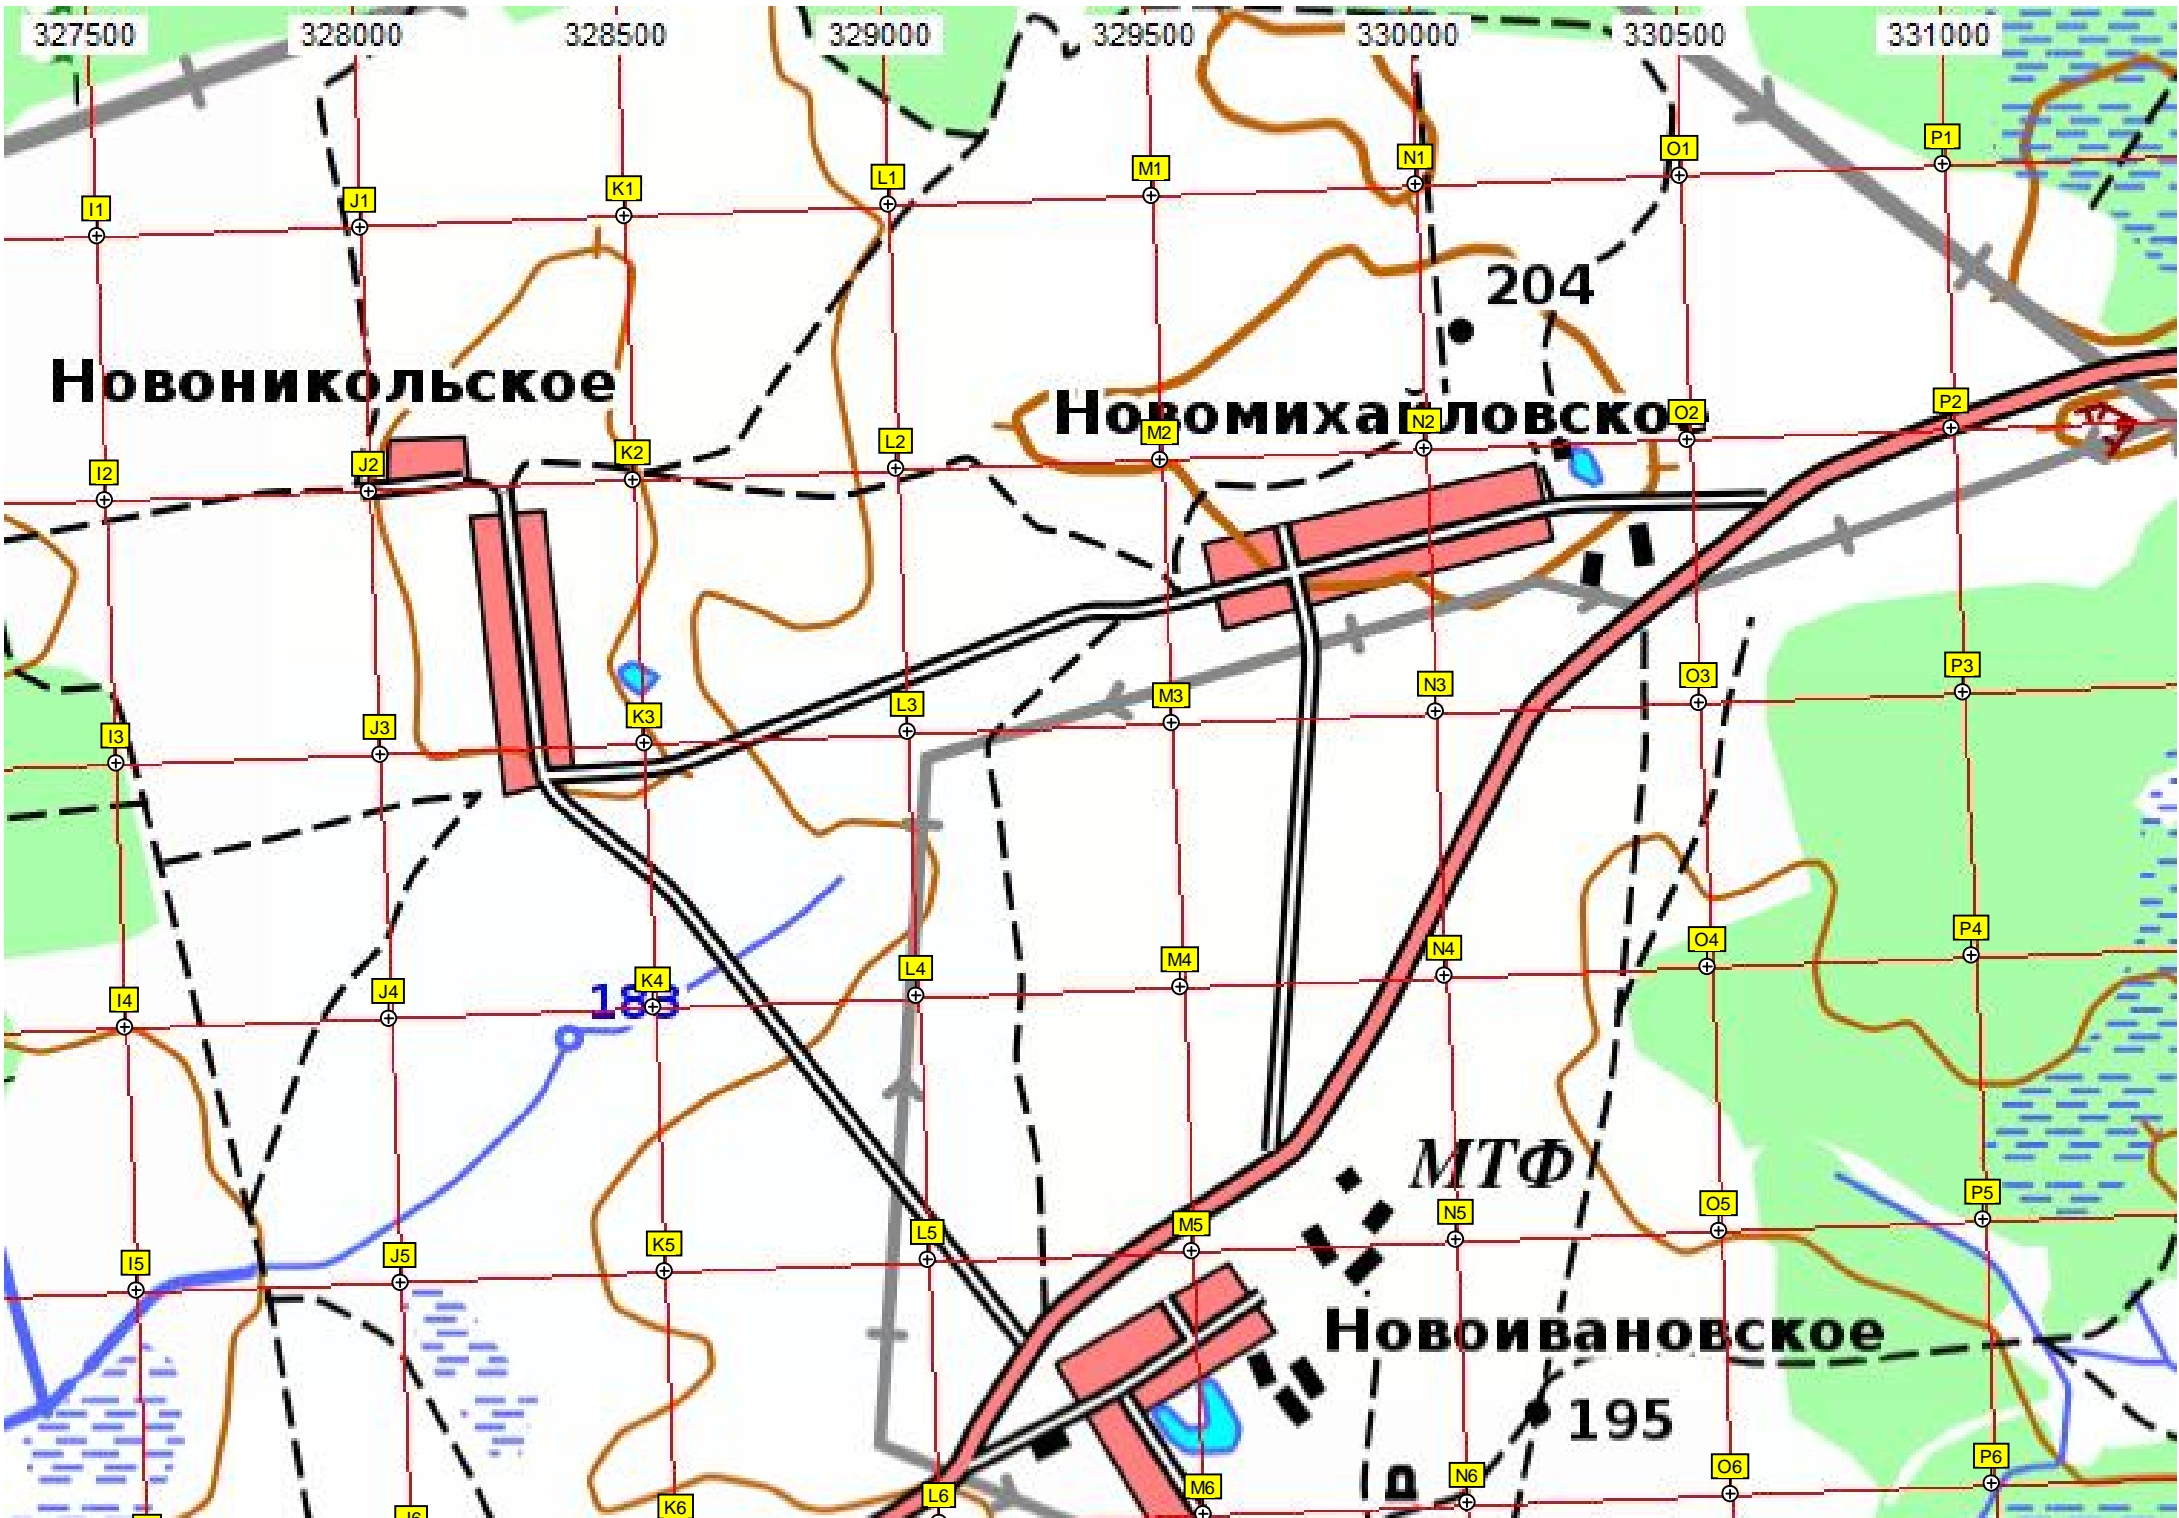 327500 328000 328500 329000 329500 330000 330500 331000
I1 J1 K1 L1 M1 N1 O1 P1
204
Новоникольское
Новомихайловско
I2 J2 K2 L2 M2 N2 O2 P2
I3 J3 K3 L3 M3 N3 O3 P3
I4 J4 K4 L4 M4 N4 O4 P4
МТФ
I5 J5 K5 L5 M5 N5 O5 P5
Новоивановское
195
J6 K6 L6 M6 N6 O6 P6